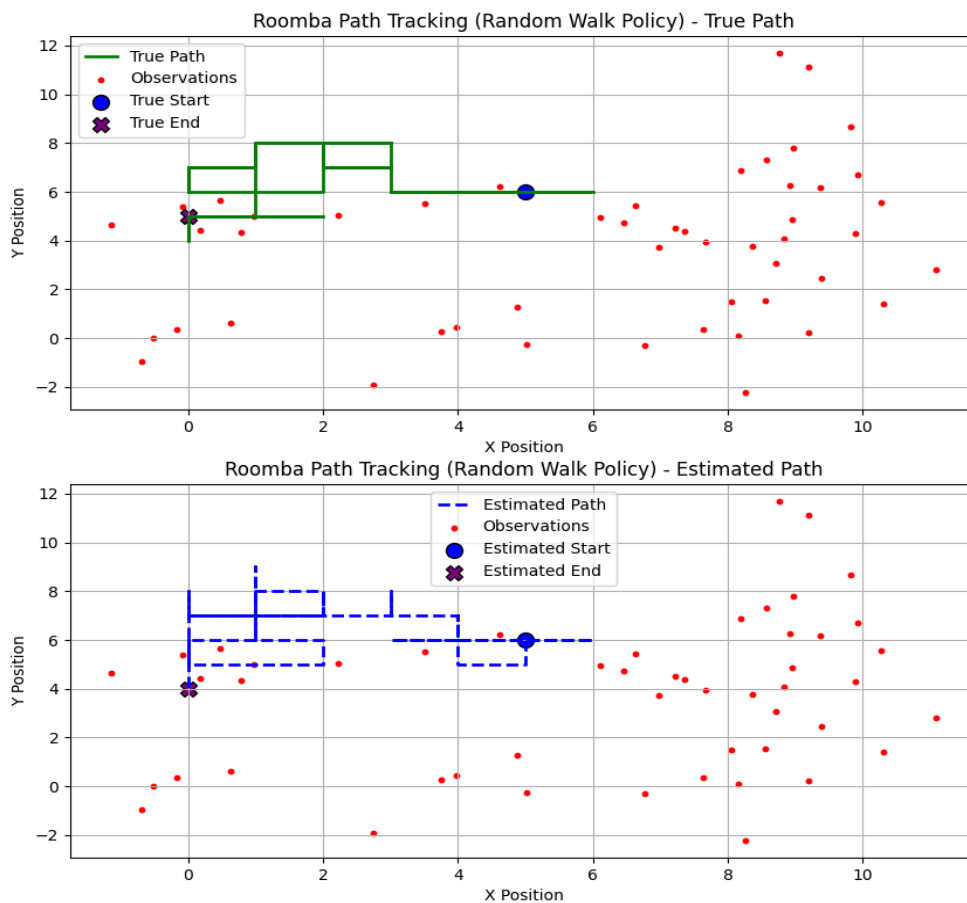 Roomba Path Tracking (Random Walk Policy) - True Path
True Path
Observations
True Start
True End
12
10
8
6
4
2
0
−2
Y Position
0 2 4 6 8 10
X Position
Roomba Path Tracking (Random Walk Policy) - Estimated Path
Estimated Path
Observations
Estimated Start
Estimated End
12
10
8
6
4
2
0
−2
Y Position
0 2 4 6 8 10
X Position